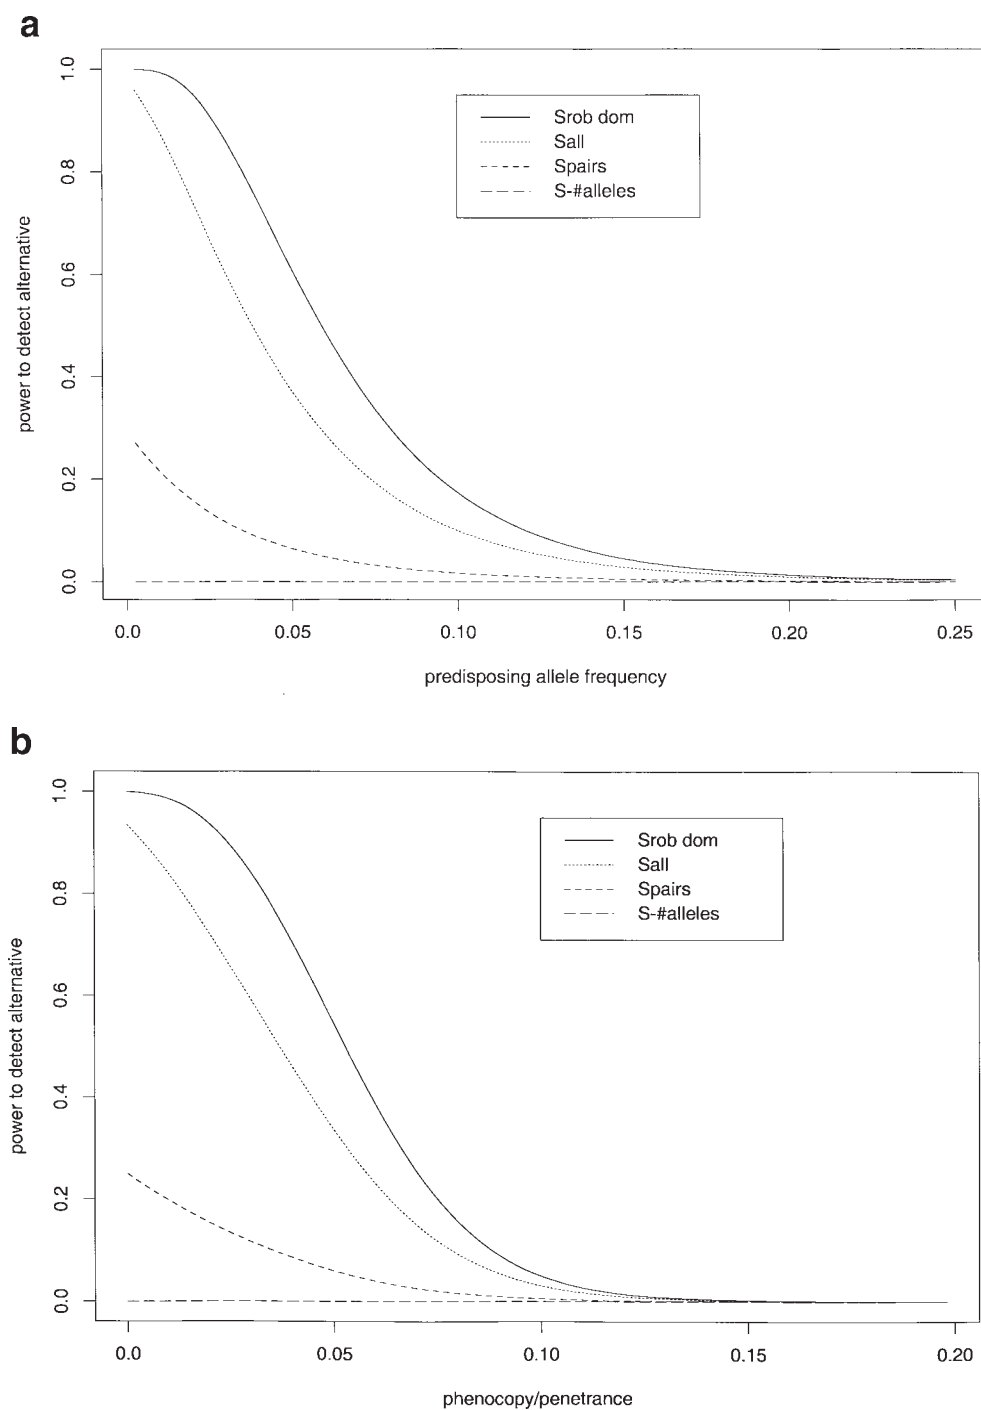 a
Srob dom
Sall
Spairs
S-#alleles
power to detect alternative
1.0
0.8
0.6
0.4
0.2
0.0
0.0 0.05 0.10 0.15 0.20 0.25
predisposing allele frequency
b
Srob dom
Sall
Spairs
S-#alleles
power to detect alternative
1.0
0.8
0.6
0.4
0.2
0.0
0.0 0.05 0.10 0.15 0.20
phenocopy/penetrance